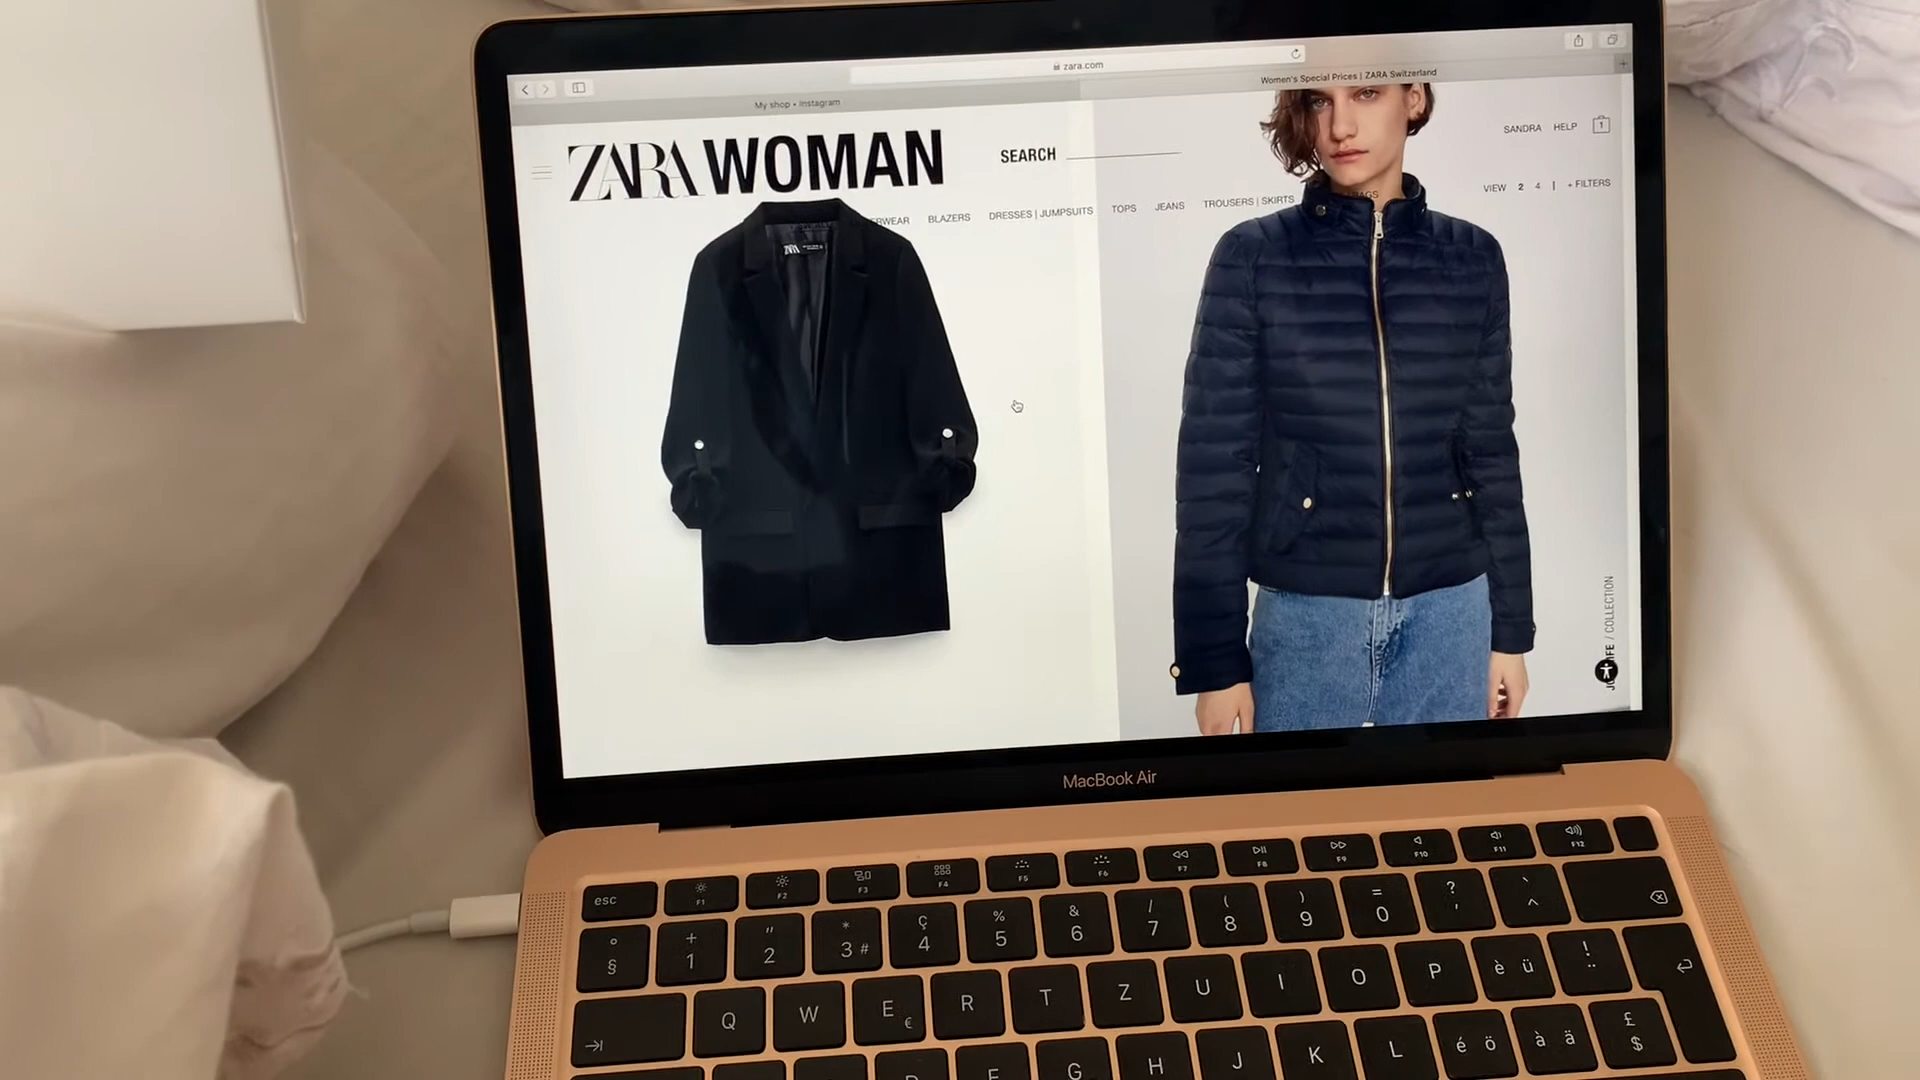 zara.com
My shop • Instagram
Women's Special Prices | ZARA Switzerland
ZARA WOMAN
SEARCH
SANDRA HELP 1
VIEW 2 4 | + FILTERS
BLAZERS DRESSES | JUMPSUITS TOPS JEANS TROUSERS | SKIRTS
ZARA
/ COLLECTION
MacBook Air
esc F1 F2 F3 F4 F5 F6 F7 F8 F9 F10 F11 F12
° + " * ç % & / ( ) = ? `
§ 1 2 3 # 4 5 6 7 8 9 0 ' ^
Q W E € R T Z U I O P è ü ! ¨
G H J K L é ö à ä £ $